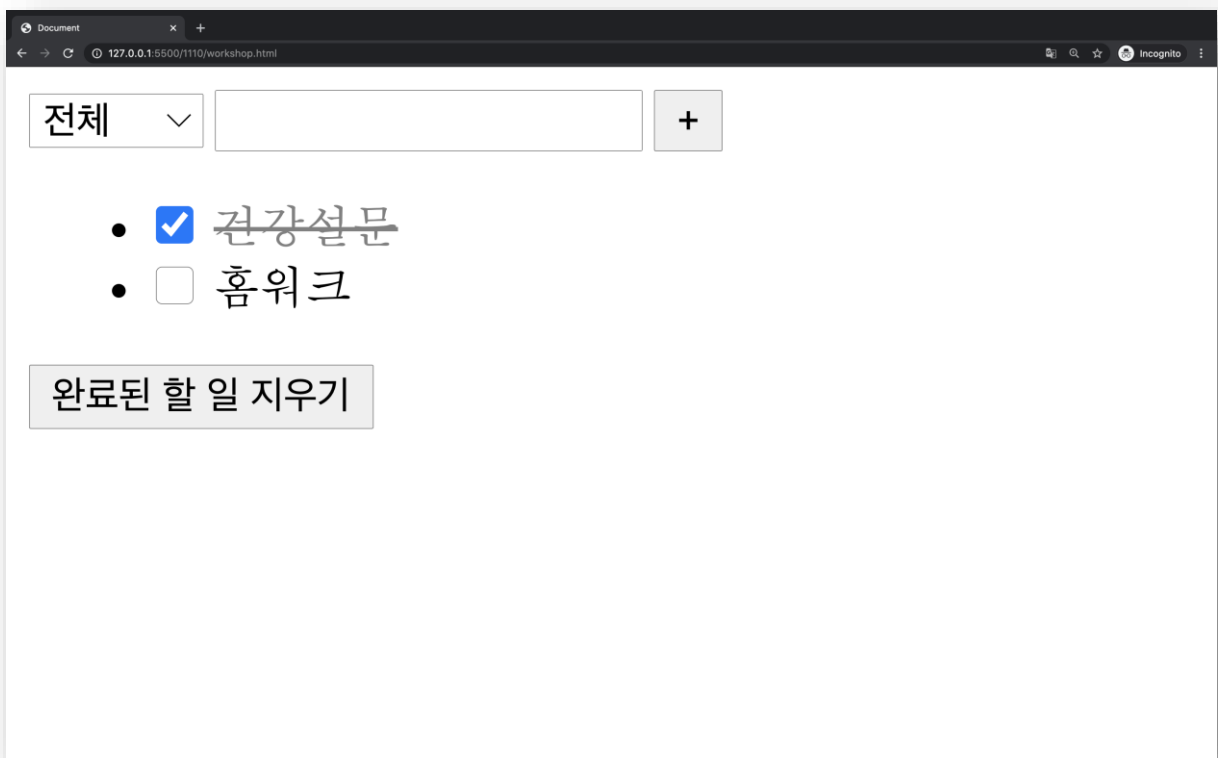 Document
127.0.0.1:5500/1110/workshop.html
Incognito
전체
+
건강설문
홈워크
완료된 할 일 지우기